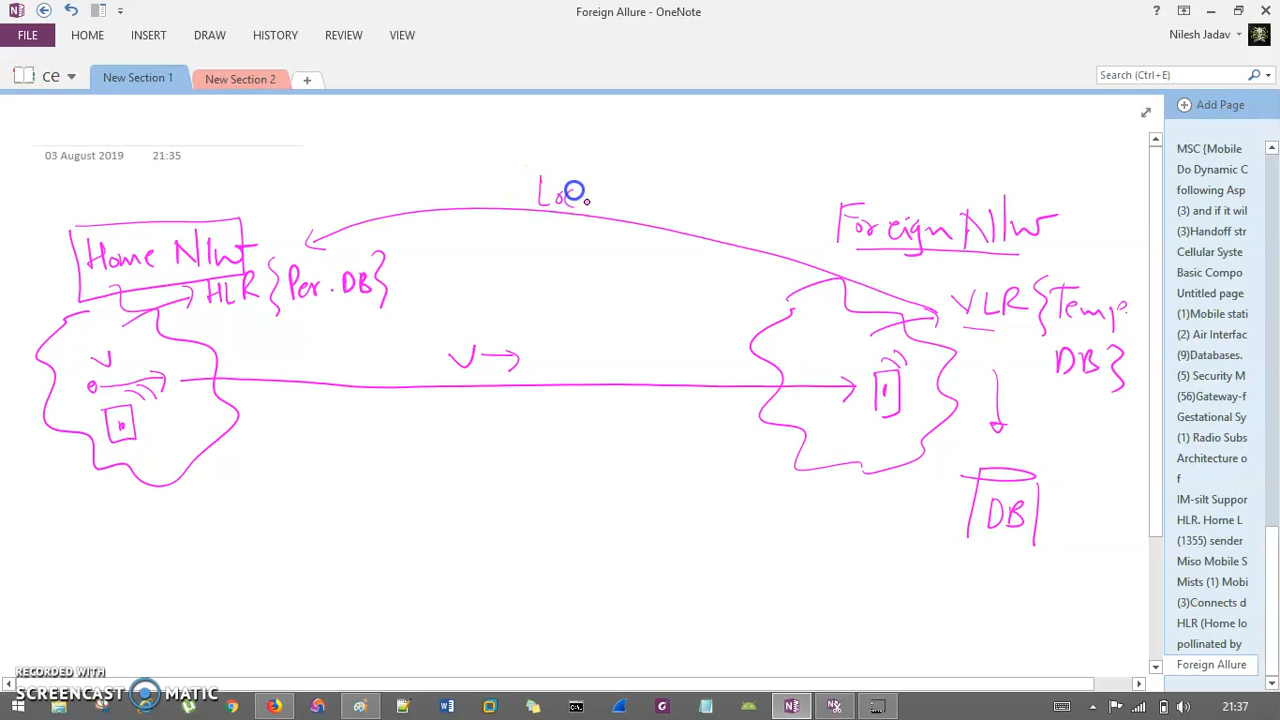 Foreign Allure - OneNote
FILE HOME INSERT DRAW HISTORY REVIEW VIEW
Nilesh Jadav
ce New Section 1 New Section 2
Search (Ctrl+E)
Add Page
03 August 2019 21:35
Loc
Home N/w
HLR {Per. DB}
Foreign N/w
VLR {Temp.
DB}
V
V
DB
MSC {Mobile
Do Dynamic C
following Asp
(3) and if it wil
(3)Handoff str
Cellular Syste
Basic Compo
Untitled page
(1)Mobile stati
(2) Air Interfac
(9)Databases.
(5) Security M
(56)Gateway-f
Gestational Sy
(1) Radio Subs
Architecture o
f
IM-silt Suppor
HLR. Home L
(1355) sender
Miso Mobile S
Mists (1) Mobi
(3)Connects d
HLR (Home lo
pollinated by
Foreign Allure
RECORDED WITH
SCREENCAST MATIC
21:37